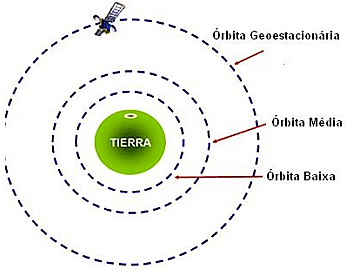 Órbita Geoestacionária
Órbita Média
TIERRA
Órbita Baixa